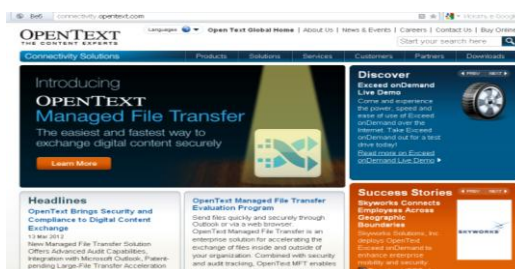 connectivity.opentext.com
Languages
Open Text Global Home | About Us | News & Events | Careers | Contact Us | Buy Online
OPENTEXT
THE CONTENT EXPERTS
Start your search here
Connectivity Solutions
Products Solutions Services Customers Partners Downloads
Introducing
OPENTEXT
Managed File Transfer
The easiest and fastest way to
exchange digital content securely
Learn More
Discover
PREV NEXT
Exceed onDemand
Live Demo
Come and experience
the power, speed and
ease of use of Exceed
onDemand over the
Internet. Take Exceed
onDemand out for a test
drive today!
Read more on Exceed
onDemand Live Demo
Headlines
OpenText Brings Security and
Compliance to Digital Content
Exchange
13 Mar 2012
New Managed File Transfer Solution
Offers Advanced Audit Capabilities,
Integration with Microsoft Outlook, Patent-
pending Large-File Transfer Acceleration
OpenText Managed File Transfer
Evaluation Program
Send files quickly and securely through
Outlook or via a web browser.
OpenText Managed File Transfer is an
enterprise solution for accelerating the
exchange of files inside and outside of
your organization. Combined with security
and audit tracking, OpenText MFT enables
Success Stories
PREV NEXT
Skyworks Connects
Employees Across
Geographic
Boundaries
Skyworks Solutions, Inc.
deploys OpenText
Exceed onDemand to
enhance enterprise
mobility and security
SKYWORKS